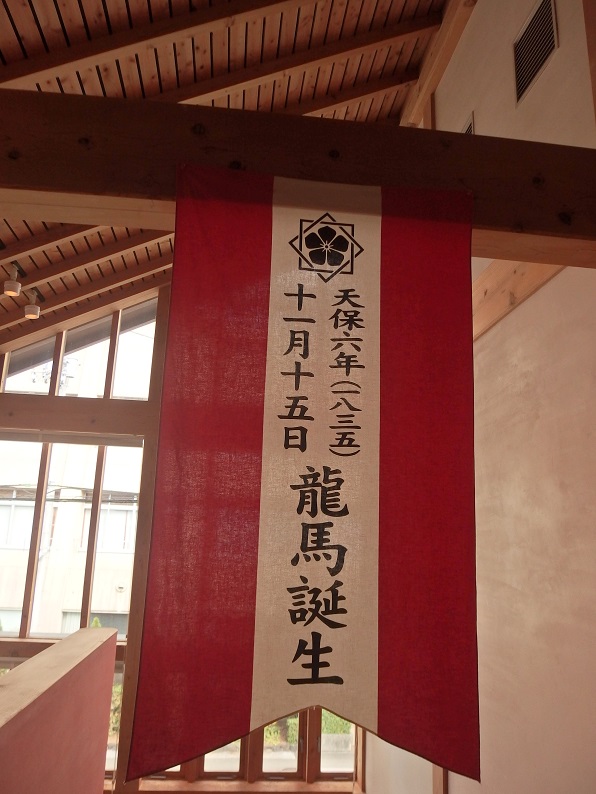 天保六年（一八三五）
十一月十五日
龍馬誕生